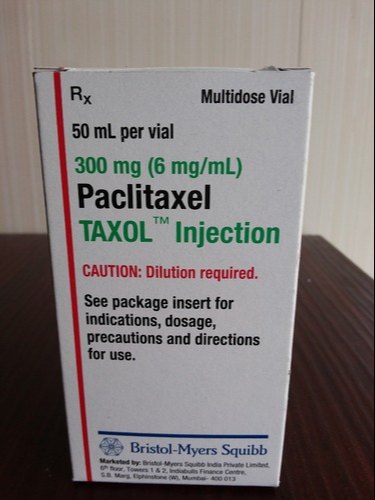 Rx Multidose Vial
50 mL per vial
300 mg (6 mg/mL)
Paclitaxel
TAXOL™ Injection
CAUTION: Dilution required.
See package insert for
indications, dosage,
precautions and directions
for use.
Bristol-Myers Squibb
Marketed by: Bristol-Myers Squibb India Private Limited,
6th floor, Towers 1 & 2, Indiabulls Finance Centre,
S.B. Marg, Elphinstone (W), Mumbai- 400 013